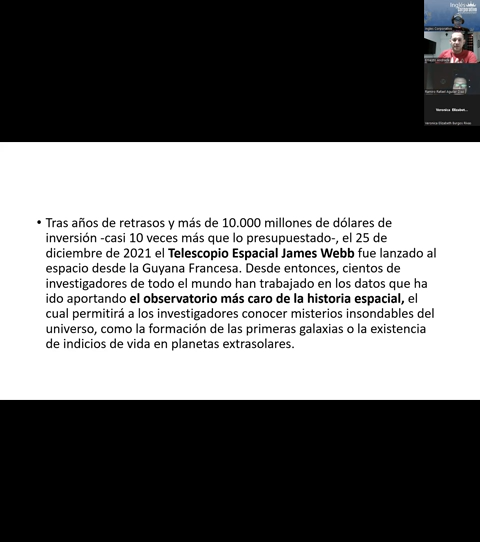 Inglés
Corporativo
Inglés Corporativo
• Tras años de retrasos y más de 10.000 millones de dólares de
inversión -casi 10 veces más que lo presupuestado-, el 25 de
diciembre de 2021 el Telescopio Espacial James Webb fue lanzado al
espacio desde la Guyana Francesa. Desde entonces, cientos de
investigadores de todo el mundo han trabajado en los datos que ha
ido aportando el observatorio más caro de la historia espacial, el
cual permitirá a los investigadores conocer misterios insondables del
universo, como la formación de las primeras galaxias o la existencia
de indicios de vida en planetas extrasolares.